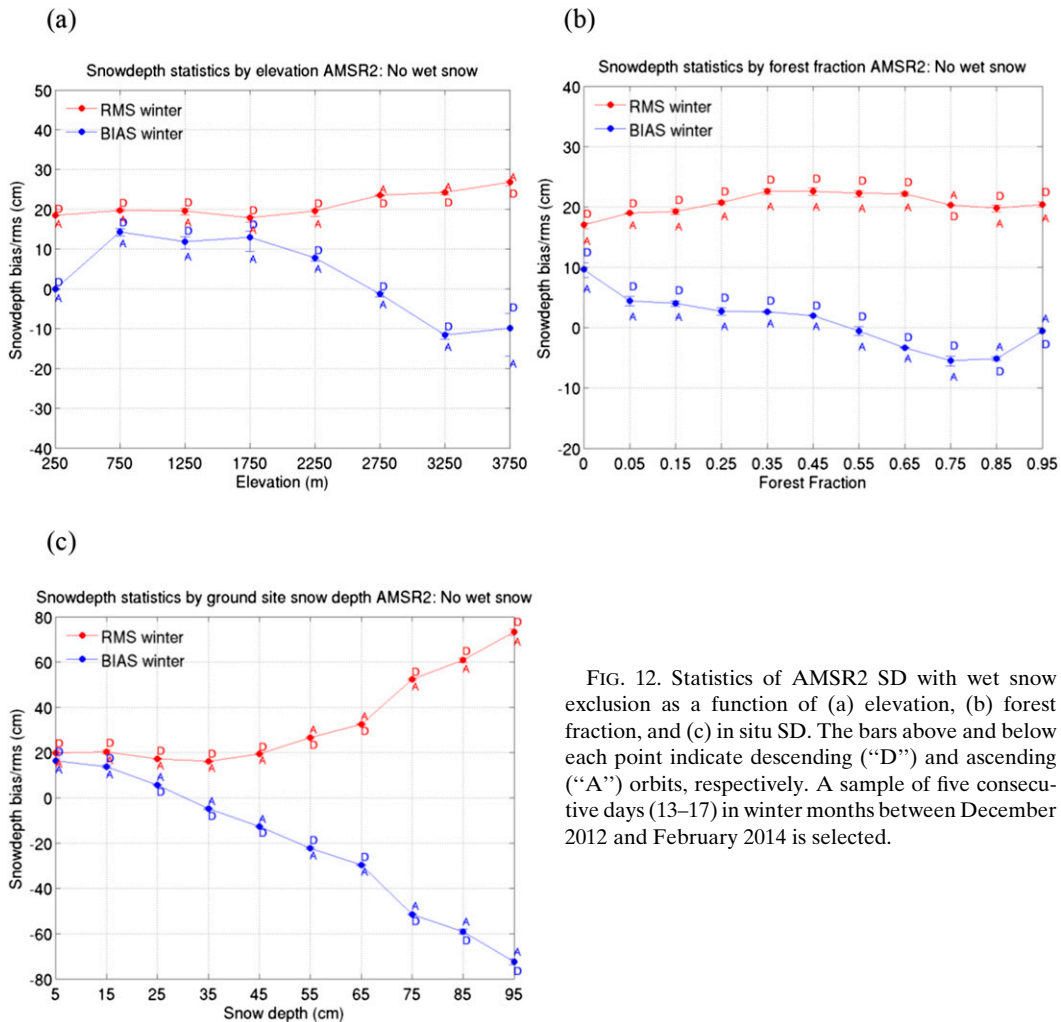 (a)
Snowdepth statistics by elevation AMSR2: No wet snow
RMS winter
BIAS winter
Snowdepth bias/rms (cm)
50
40
30
20
10
0
-10
-20
-30
-40
250 750 1250 1750 2250 2750 3250 3750
Elevation (m)
D D D D D A A A
A A A A A D D D
D D D D D D D D
A A A A A A A A
(b)
Snowdepth statistics by forest fraction AMSR2: No wet snow
RMS winter
BIAS winter
Snowdepth bias/rms (cm)
40
30
20
10
0
-10
-20
0 0.05 0.15 0.25 0.35 0.45 0.55 0.65 0.75 0.85 0.95
Forest Fraction
D D D D D D D D A D D
A A A A A A A A D A A
D D D D D D D D D A A
A A A A A A A A A D D
(c)
Snowdepth statistics by ground site snow depth AMSR2: No wet snow
RMS winter
BIAS winter
Snowdepth bias/rms (cm)
80
60
40
20
0
-20
-40
-60
-80
5 15 25 35 45 55 65 75 85 95
Snow depth (cm)
D D D D D A A D D D
A A A A A D D A A A
D D A A A D D A A A
A A D D D A A D D D
FIG. 12. Statistics of AMSR2 SD with wet snow
exclusion as a function of (a) elevation, (b) forest
fraction, and (c) in situ SD. The bars above and below
each point indicate descending (“D”) and ascending
(“A”) orbits, respectively. A sample of five consecu-
tive days (13–17) in winter months between December
2012 and February 2014 is selected.